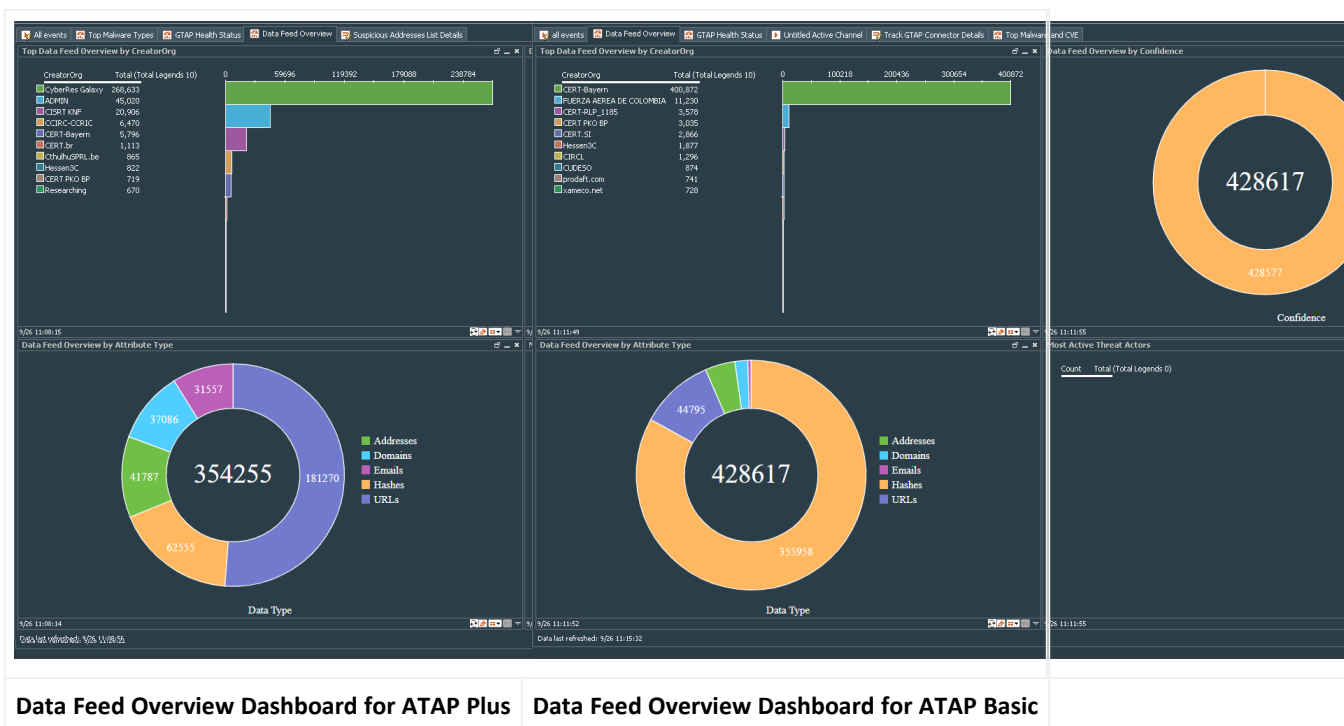 All events Top Malware Types GTAP Health Status Data Feed Overview Suspicious Addresses List Details
Top Data Feed Overview by CreatorOrg
CreatorOrg Total (Total Legends 10) 0 59696 119392 179088 238784
CyberRes Galaxy 268,633
ADMIN 45,020
CISRT KNF 20,906
CCIRC-CCRIC 6,470
CERT-Bayern 5,796
CERT.br 1,113
CthulhuSPRL.be 865
Hessen3C 822
CERT PKO BP 719
Researching 670
9/26 11:08:15
Data Feed Overview by Attribute Type
31557
37086
41787
354255
181270
62555
Addresses
Domains
Emails
Hashes
URLs
Data Type
9/26 11:08:14
all events Data Feed Overview GTAP Health Status Untitled Active Channel Track GTAP Connector Details Top Malware and CVE
Top Data Feed Overview by CreatorOrg
CreatorOrg Total (Total Legends 10) 0 100218 200436 300654 400872
CERT-Bayern 400,872
FUERZA AEREA DE COLOMBIA 11,230
CERT-RLP_1185 3,578
CERT PKO BP 3,035
CERT.SI 2,866
Hessen3C 1,877
CIRCL 1,296
CUDESO 874
prodaft.com 741
xameco.net 728
9/26 11:11:49
Data Feed Overview by Attribute Type
44795
428617
355958
Addresses
Domains
Emails
Hashes
URLs
Data Type
9/26 11:11:52
Data last refreshed: 9/26 11:15:32
Data Feed Overview by Confidence
428617
428577
Confidence
9/26 11:11:55
Most Active Threat Actors
Count Total (Total Legends 0)
9/26 11:11:55
Data Feed Overview Dashboard for ATAP Plus
Data Feed Overview Dashboard for ATAP Basic